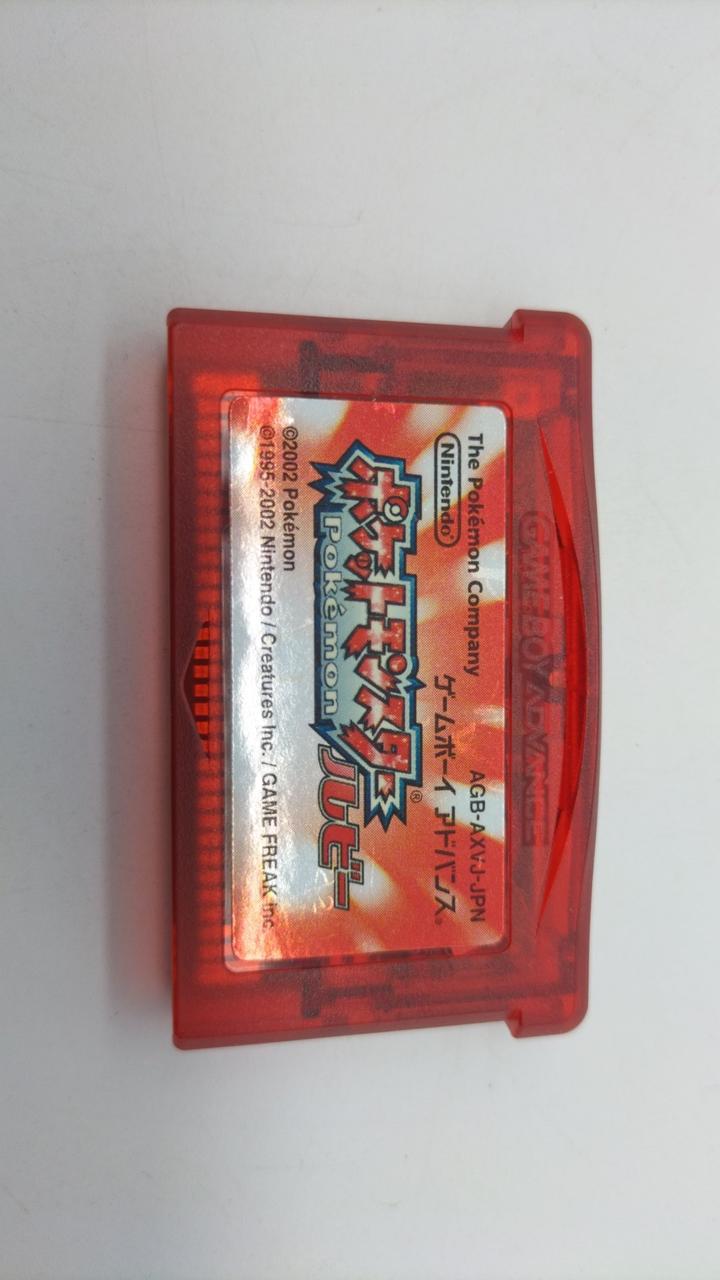 GAME BOY ADVANCE
The Pokémon Company AGB-AXVJ-JPN
Nintendo® ゲームボーイ アドバンス®
ポケットモンスター®
Pokémon
ルビー
©2002 Pokémon
©1995-2002 Nintendo / Creatures Inc. / GAME FREAK inc.